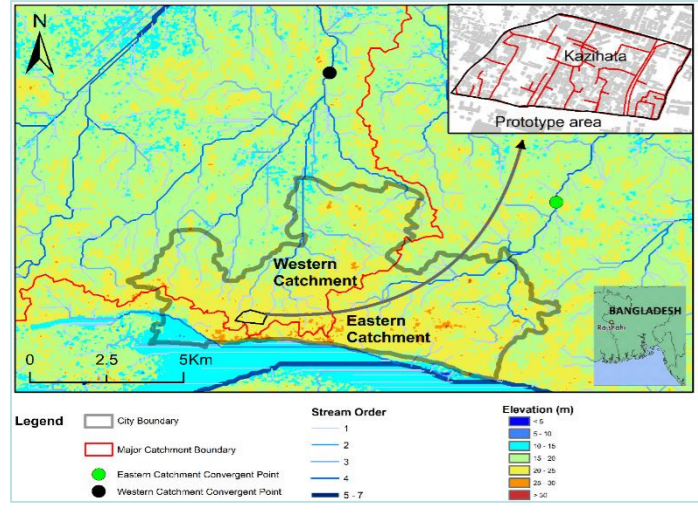 N
Kazihata
Prototype area
Western
Catchment
Eastern
Catchment
BANGLADESH
Rajshahi
0 2.5 5Km
Legend
City Boundary
Major Catchment Boundary
Eastern Catchment Convergent Point
Western Catchment Convergent Point
Stream Order
1
2
3
4
5 - 7
Elevation (m)
< 5
5 - 10
10 - 15
15 - 20
20 - 25
25 - 30
> 30